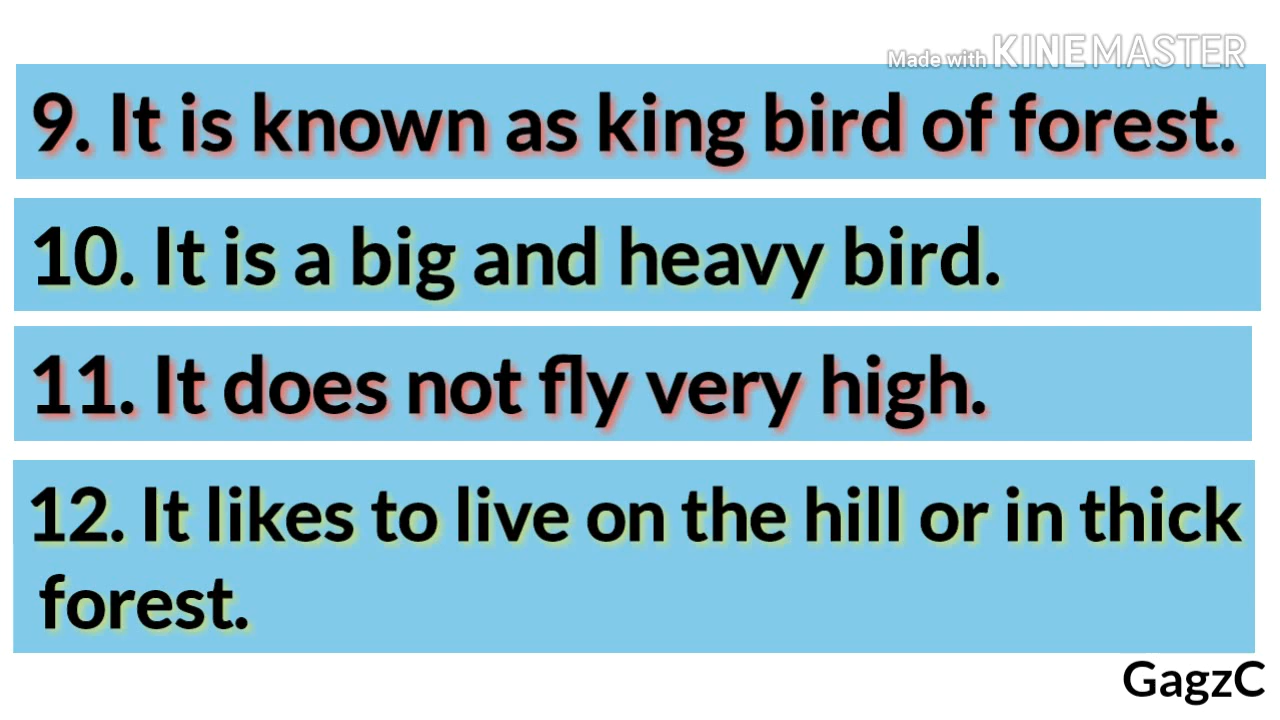 Made with KINEMASTER
9. It is known as king bird of forest.
10. It is a big and heavy bird.
11. It does not fly very high.
12. It likes to live on the hill or in thick
forest.
GagzC